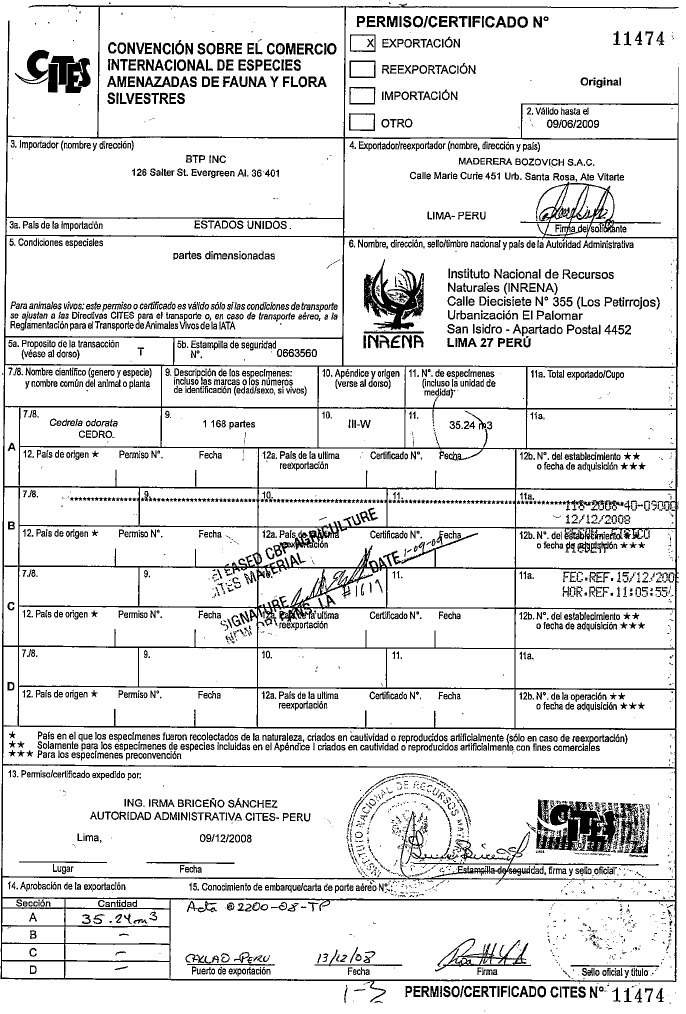 CITES
CONVENCIÓN SOBRE EL COMERCIO
INTERNACIONAL DE ESPECIES
AMENAZADAS DE FAUNA Y FLORA
SILVESTRES
PERMISO/CERTIFICADO N°
11474
X EXPORTACIÓN
REEXPORTACIÓN
IMPORTACIÓN
OTRO
Original
2. Válido hasta el
09/06/2009
3. Importador (nombre y dirección)
BTP INC
126 Salter St. Evergreen Al. 36 401
3a. País de la Importación
ESTADOS UNIDOS
4. Exportador/reexportador (nombre, dirección y país)
MADERERA BOZOVICH S.A.C.
Calle Marie Curie 451 Urb. Santa Rosa, Ate Vitarte
LIMA- PERU
Firma de/solicitante
5. Condiciones especiales
partes dimensionadas
Para animales vivos: este permiso o certificado es válido sólo si las condiciones de transporte
se ajustan a las Directivas CITES para el transporte o, en caso de transporte aéreo, a la
Reglamentación para el Transporte de Animales Vivos de la IATA
6. Nombre, dirección, sello/timbre nacional y país de la Autoridad Administrativa
INRENA
Instituto Nacional de Recursos
Naturales (INRENA)
Calle Diecisiete N° 355 (Los Petirrojos)
Urbanización El Palomar
San Isidro - Apartado Postal 4452
LIMA 27 PERÚ
5a. Proposito de la transacción
(véase al dorso) T
5b. Estampilla de seguridad
N°. 0663560
7./8. Nombre científico (genero y especie)
y nombre común del animal o planta
9. Descripción de los especímenes:
incluso las marcas o los números
de identificación (edad/sexo, si vivos)
10. Apéndice y origen
(verse al dorso)
11. N°. de especímenes
(incluso la unidad de
medida)
11a. Total exportado/Cupo
A
7./8.
Cedrela odorata
CEDRO
9.
1 168 partes
10.
III-W
11.
35.24 m3
11a.
12. País de origen ★ Permiso N°. Fecha
12a. País de la ultima
reexportación
Certificado N°. Fecha
12b. N°. del establecimiento ★★
o fecha de adquisición ★★★
B
7./8. 9. 10. 11. 11a.
118-2008-40-09000
12/12/2008
12. País de origen ★ Permiso N°. Fecha
12a. País de la ultima
reexportación
Certificado N°. Fecha
12b. N°. del establecimiento ★★
o fecha de adquisición ★★★
RELEASED CBP AGRICULTURE
CITES MATERIAL
SIGNATURE
DATE 1-09-09
#1619
NEW ORLEANS, LA
C
7./8. 9. 11. 11a.
FEC.REF.15/12/2008
HOR.REF.11:05:55
12. País de origen ★ Permiso N°. Fecha
12a. País de la ultima
reexportación
Certificado N°. Fecha
12b. N°. del establecimiento ★★
o fecha de adquisición ★★★
D
7./8. 9. 10. 11. 11a.
12. País de origen ★ Permiso N°. Fecha
12a. País de la ultima
reexportación
Certificado N°. Fecha
12b. N°. de la operación ★★
o fecha de adquisición ★★★
★ País en el que los especímenes fueron recolectados de la naturaleza, criados en cautividad o reproducidos artificialmente (sólo en caso de reexportación)
★★ Solamente para los especímenes de especies incluidas en el Apéndice I criados en cautividad o reproducidos artificialmente con fines comerciales
★★★ Para los especímenes preconvención
13. Permiso/certificado expedido por:
ING. IRMA BRICEÑO SÁNCHEZ
AUTORIDAD ADMINISTRATIVA CITES- PERU
Lima, 09/12/2008
Lugar Fecha
INSTITUTO NACIONAL DE RECURSOS
CITES
Estampilla de seguridad, firma y sello oficial
14. Aprobación de la exportación
Sección Cantidad
A 35.24m3
B –
C –
D –
15. Conocimiento de embarque/carta de porte aéreo N°.
Acta @2200-08-TP
CALLAO-PERU
Puerto de exportación
13/12/08
Fecha
Firma
Sello oficial y titulo
1-3
PERMISO/CERTIFICADO CITES N° 11474